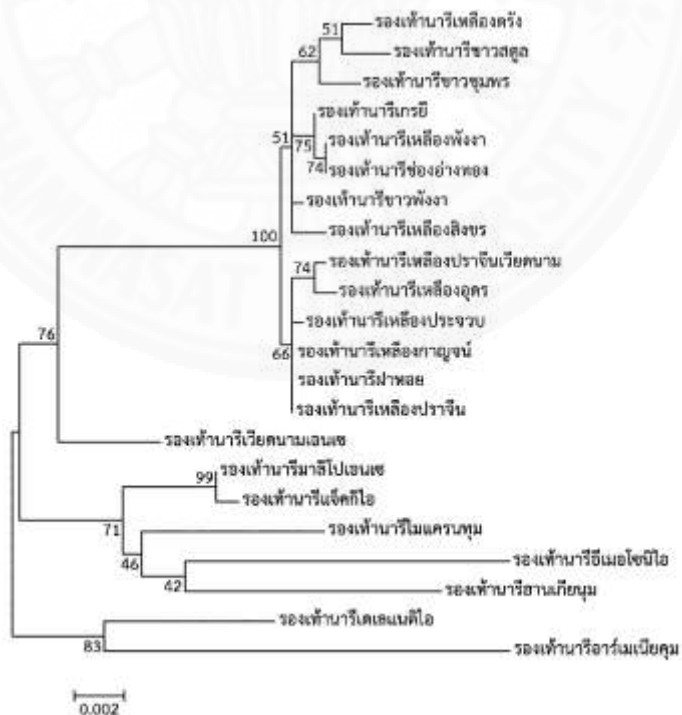 51
รองเท้านารีเหลืองตรัง
62
รองเท้านารีขาวสตูล
รองเท้านารีขาวชุมพร
รองเท้านารีเกรยี
51
75
รองเท้านารีเหลืองพังงา
74
รองเท้านารีช่องอ่างทอง
รองเท้านารีขาวพังงา
100
รองเท้านารีเหลืองสิงขร
74
รองเท้านารีเหลืองปราจีนเวียดนาม
รองเท้านารีเหลืองอุดร
76
รองเท้านารีเหลืองประจวบ
66
รองเท้านารีเหลืองกาญจน์
รองเท้านารีฝาหอย
รองเท้านารีเหลืองปราจีน
รองเท้านารีเวียดนามเอนเซ
99
รองเท้านารีมาลิโปเอนเซ
รองเท้านารีแจ็คกิไอ
71
รองเท้านารีไมแครนทุม
46
รองเท้านารีอีเมอโซนิไอ
42
รองเท้านารีฮานเกียนุม
รองเท้านารีเดเลแนติไอ
83
รองเท้านารีอาร์เมเนียคุม
0.002